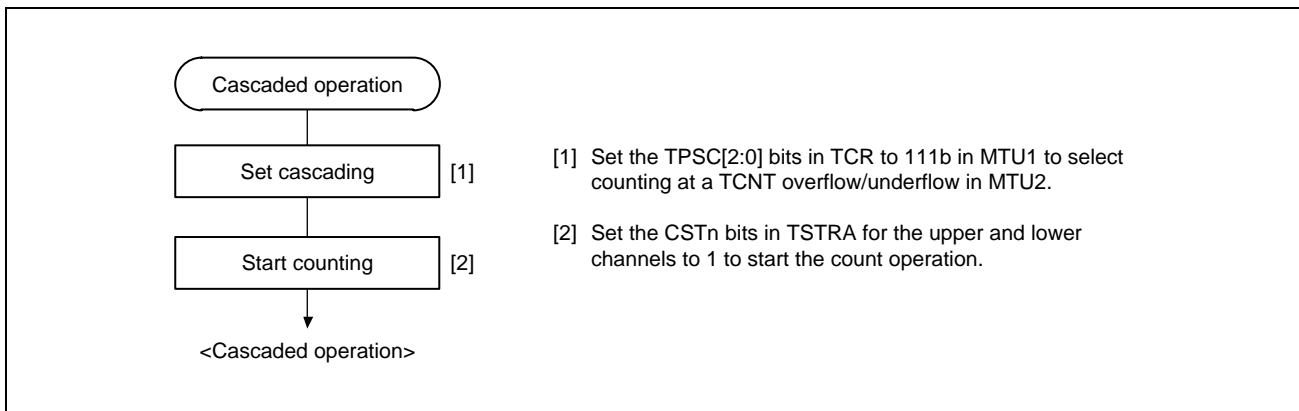 Cascaded operation
Set cascading [1]
[1] Set the TPSC[2:0] bits in TCR to 111b in MTU1 to select
counting at a TCNT overflow/underflow in MTU2.
Start counting [2]
[2] Set the CSTn bits in TSTRA for the upper and lower
channels to 1 to start the count operation.
<Cascaded operation>